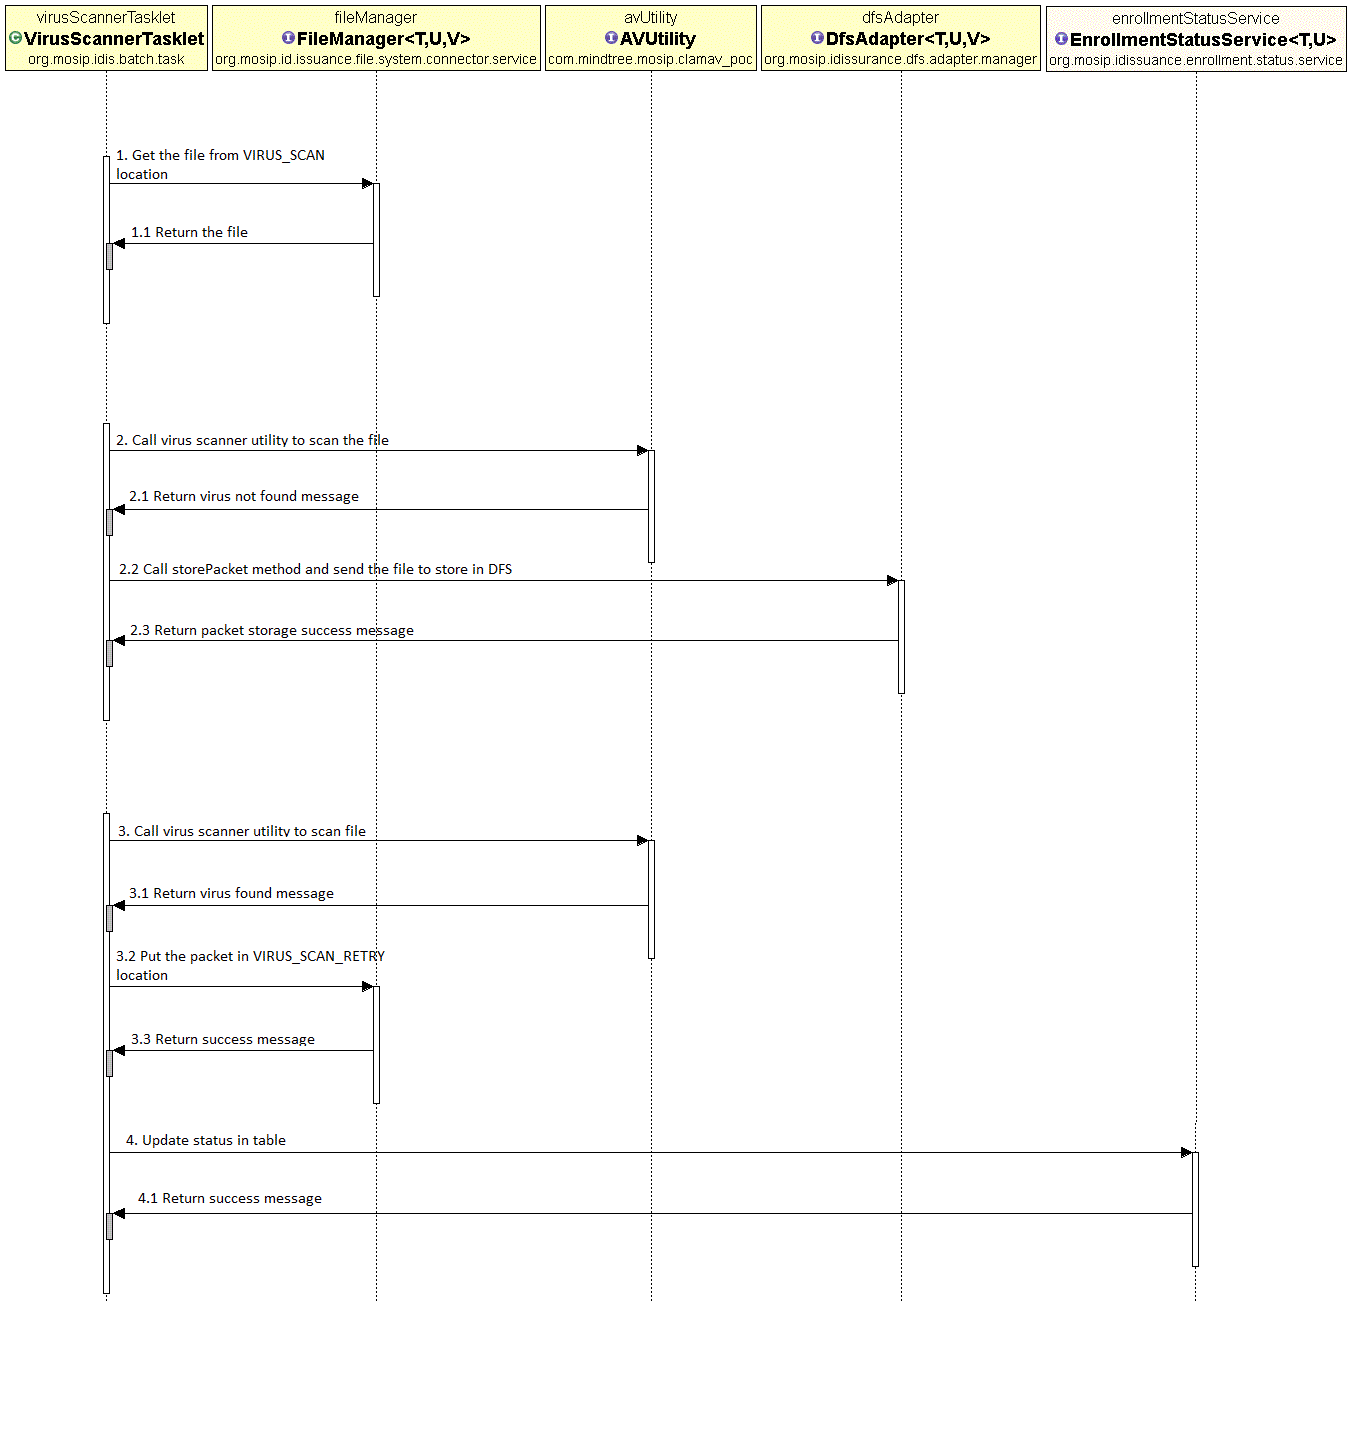 virusScannerTasklet
VirusScannerTasklet
org.mosip.idis.batch.task
fileManager
FileManager<T,U,V>
org.mosip.id.issuance.file.system.connector.service
avUtility
AVUtility
com.mindtree.mosip.clamav_poc
dfsAdapter
DfsAdapter<T,U,V>
org.mosip.idissurance.dfs.adapter.manager
enrollmentStatusService
EnrollmentStatusService<T,U>
org.mosip.idissuance.enrollment.status.service
1. Get the file from VIRUS_SCAN
location
1.1 Return the file
2. Call virus scanner utility to scan the file
2.1 Return virus not found message
2.2 Call storePacket method and send the file to store in DFS
2.3 Return packet storage success message
3. Call virus scanner utility to scan file
3.1 Return virus found message
3.2 Put the packet in VIRUS_SCAN_RETRY
location
3.3 Return success message
4. Update status in table
4.1 Return success message